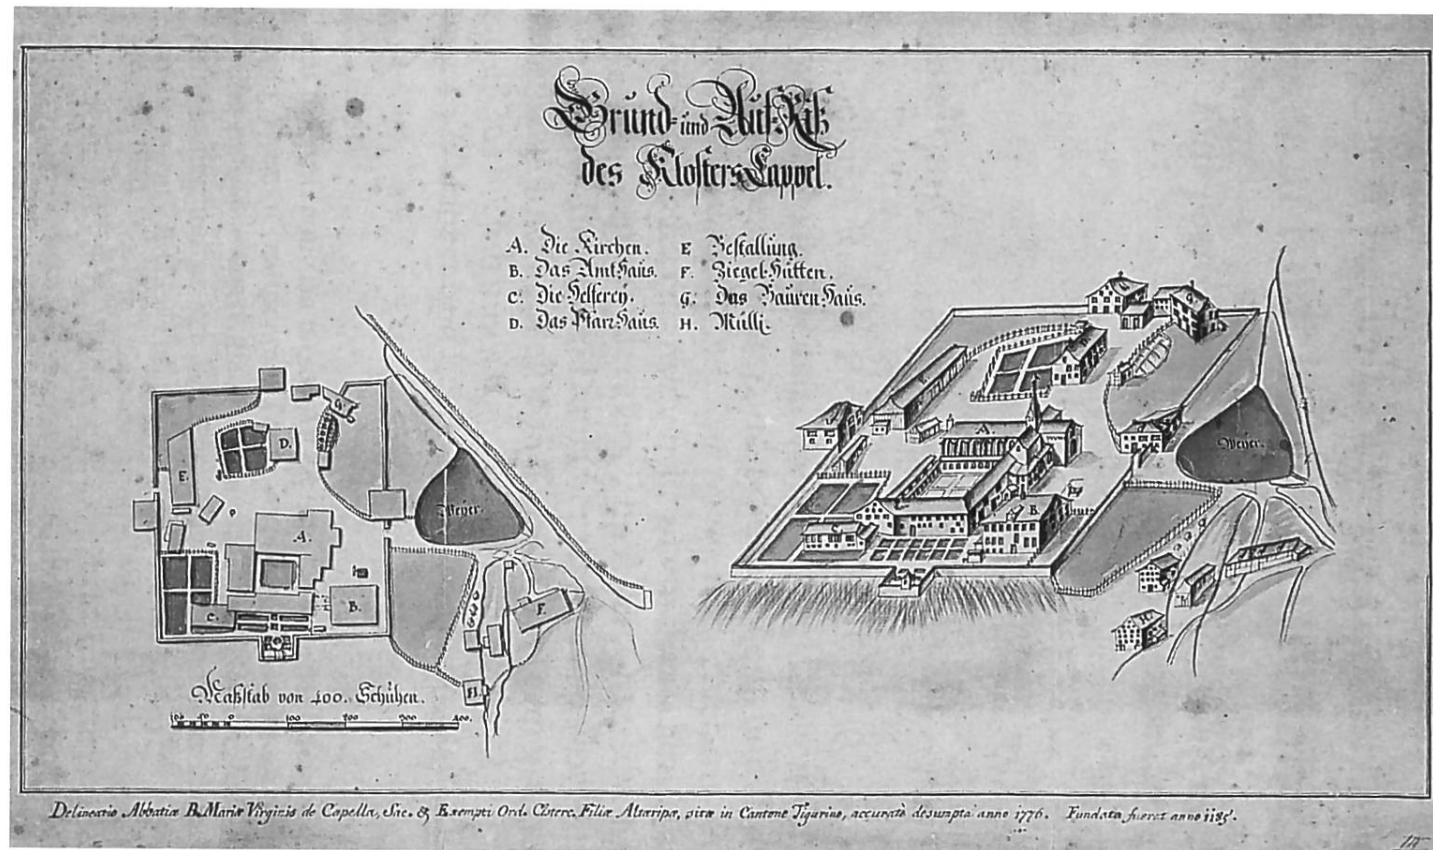 Grund- und Auf-Riß
des Klosters Cappel.
A. Die Kirchen.
B. Das Amt Haus.
C. Die Helferey.
D. Das Pfarr Haus.
E Bestallung.
F. Ziegel-Hütten.
G. Das Bauren Haus.
H. Mülli.
G.
D.
E.
Weyer.
A.
B.
C.
F.
H.
A.
Weyer.
B.
C.
H.
Maßstab von 400. Schühen.
100 50 0 100 200 300 400.
Delineatio Abbatiæ B. Mariæ Virginis de Capella, Sac. & Exempti Ord. Cisterc. Filiæ Altæripæ, sitæ in Cantone Tigurino, accuratè desumpta anno 1776. Fundata fuerat anno 1185.